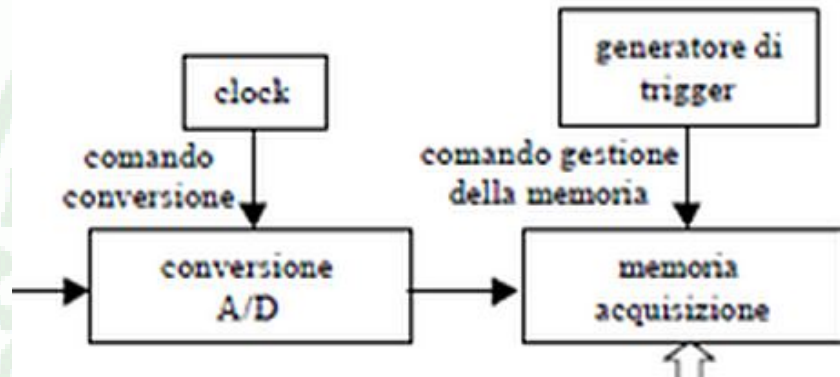 generatore di
trigger
clock
comando
conversione
comando gestione
della memoria
conversione
A/D
memoria
acquisizione